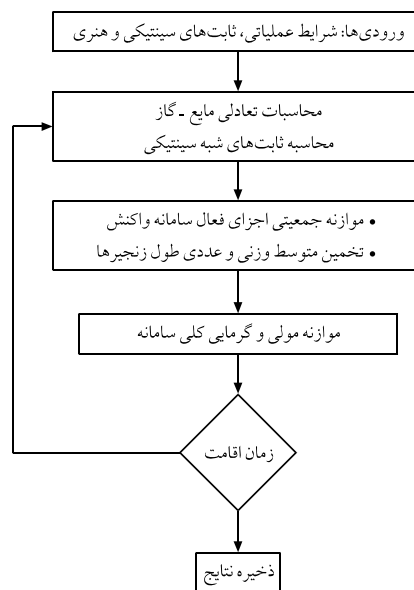 ورودی‌ها: شرایط عملیاتی، ثابت‌های سینتیکی و هنری
محاسبات تعادلی مایع - گاز
محاسبه ثابت‌های شبه سینتیکی
• موازنه جمعیتی اجزای فعال سامانه واکنش
• تخمین متوسط وزنی و عددی طول زنجیرها
موازنه مولی و گرمایی کلی سامانه
زمان اقامت
ذخیره نتایج